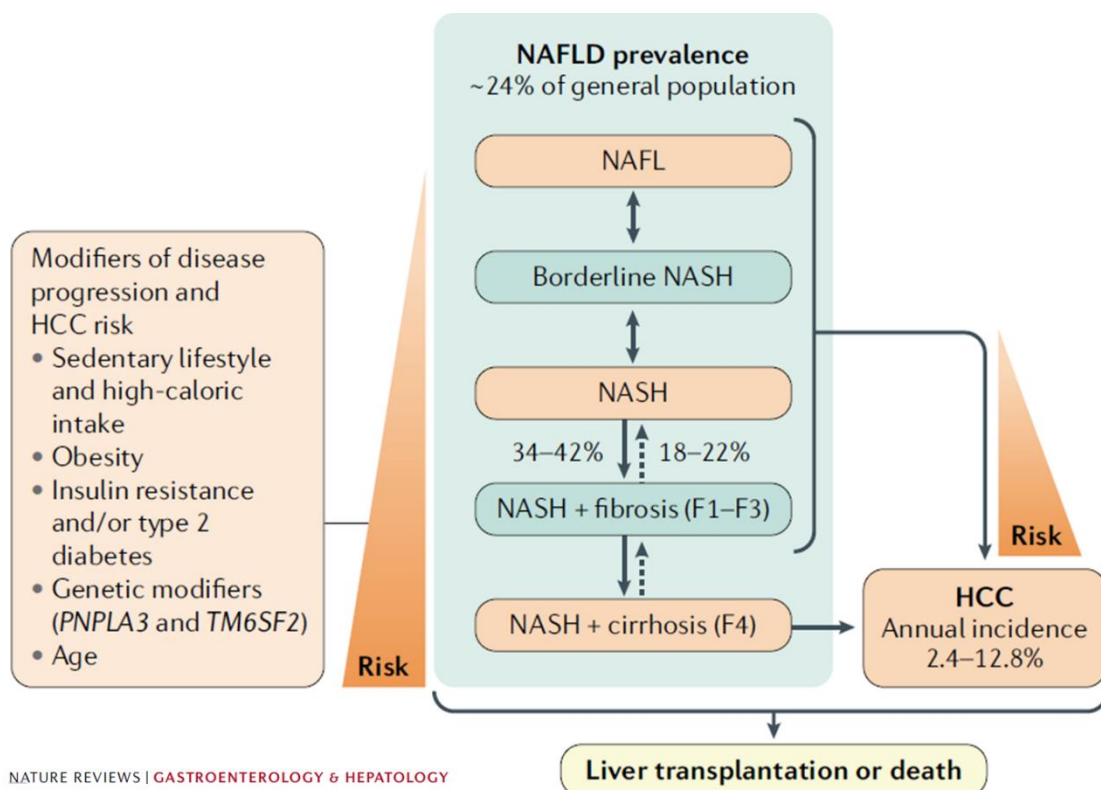 NAFLD prevalence
~24% of general population
NAFL
Borderline NASH
NASH
34–42%
18–22%
NASH + fibrosis (F1–F3)
NASH + cirrhosis (F4)
Modifiers of disease
progression and
HCC risk
• Sedentary lifestyle
and high-caloric
intake
• Obesity
• Insulin resistance
and/or type 2
diabetes
• Genetic modifiers
(PNPLA3 and TM6SF2)
• Age
Risk
Risk
HCC
Annual incidence
2.4–12.8%
Liver transplantation or death
NATURE REVIEWS | GASTROENTEROLOGY & HEPATOLOGY